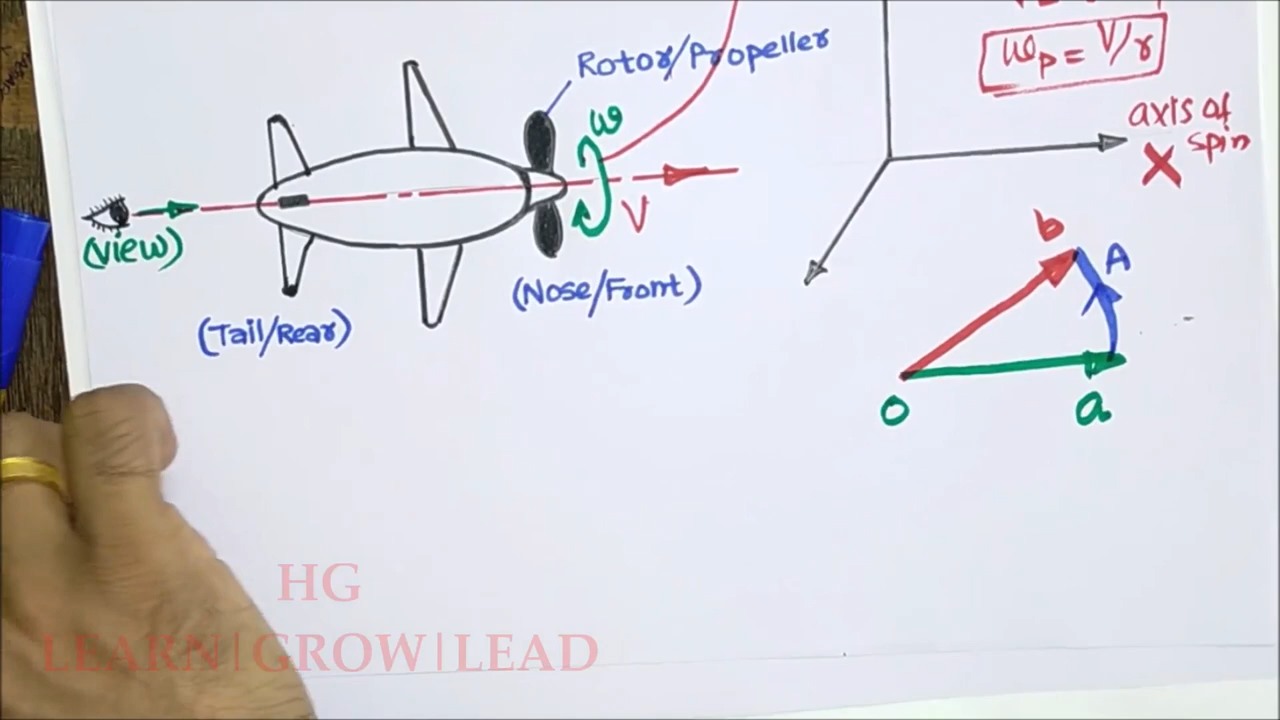 Rotor/Propeller
ω
V
(view)
(Nose/Front)
(Tail/Rear)
ωp = V/r
axis of
spin
X
b
A
o
a
HG
LEARN|GROW|LEAD